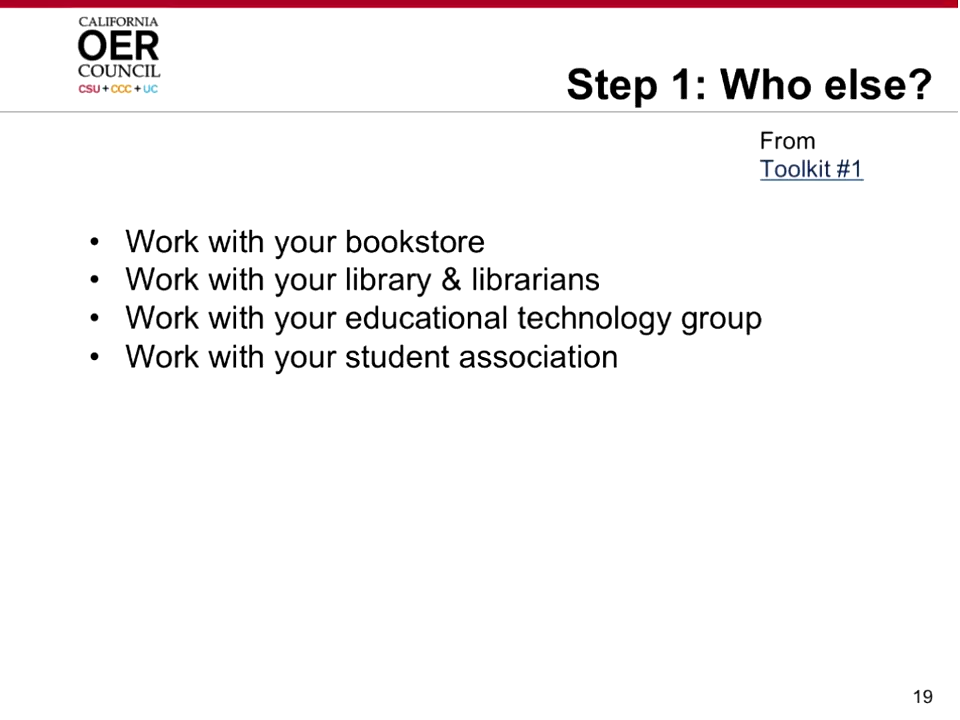 CALIFORNIA
OER
COUNCIL
CSU + CCC + UC
Step 1: Who else?
From
Toolkit #1
• Work with your bookstore
• Work with your library & librarians
• Work with your educational technology group
• Work with your student association
19